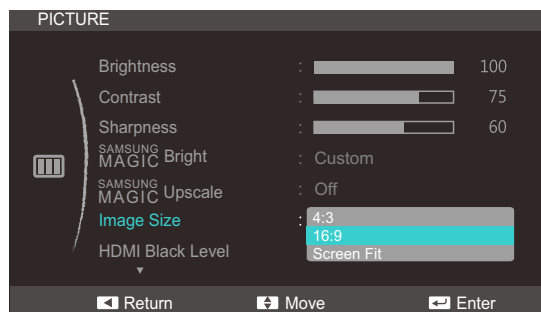 PICTURE
Brightness : 100
Contrast : 75
Sharpness : 60
SAMSUNG MAGIC Bright : Custom
SAMSUNG MAGIC Upscale : Off
Image Size : 4:3
16:9
HDMI Black Level Screen Fit
Return Move Enter